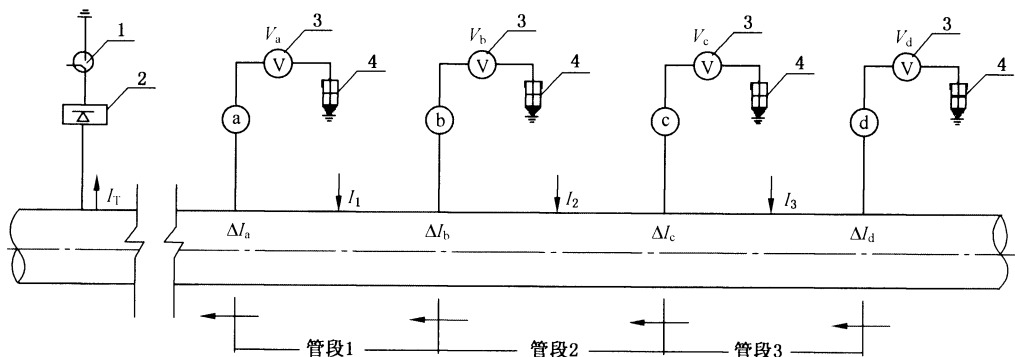 1
2
V_a 3
V 4
a
V_b 3
V 4
b
V_c 3
V 4
c
V_d 3
V 4
d
I_T I_1 I_2 I_3
ΔI_a ΔI_b ΔI_c ΔI_d
管段1 管段2 管段3